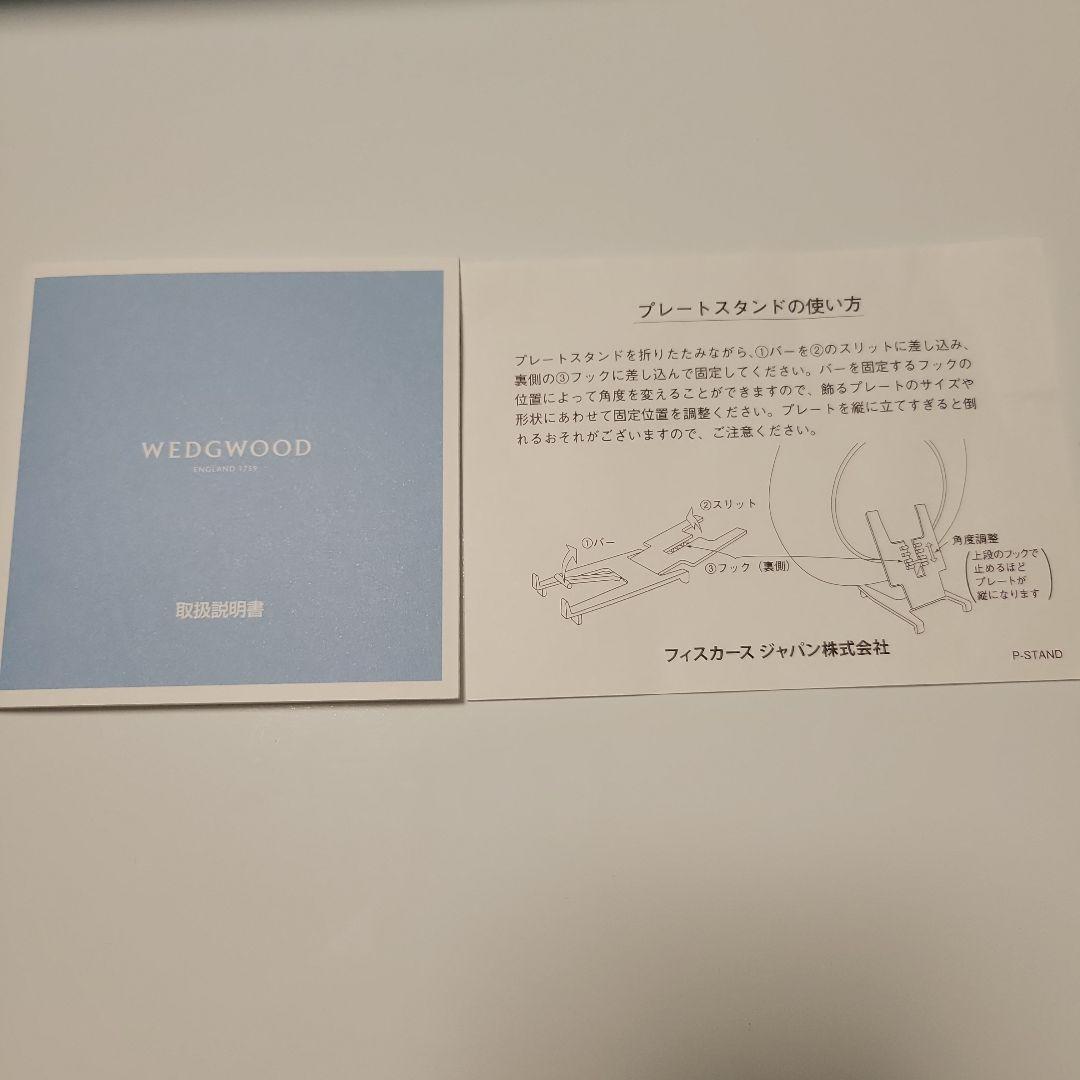 WEDGWOOD
ENGLAND 1759
取扱説明書
プレートスタンドの使い方
プレートスタンドを折りたたみながら、①バーを②のスリットに差し込み、
裏側の③フックに差し込んで固定してください。バーを固定するフックの
位置によって角度を変えることができますので、飾るプレートのサイズや
形状にあわせて固定位置を調整ください。プレートを縦に立てすぎると倒
れるおそれがございますので、ご注意ください。
②スリット
①バー
③フック（裏側）
角度調整
（上段のフックで
止めるほど
プレートが
縦になります）
フィスカース ジャパン株式会社
P-STAND